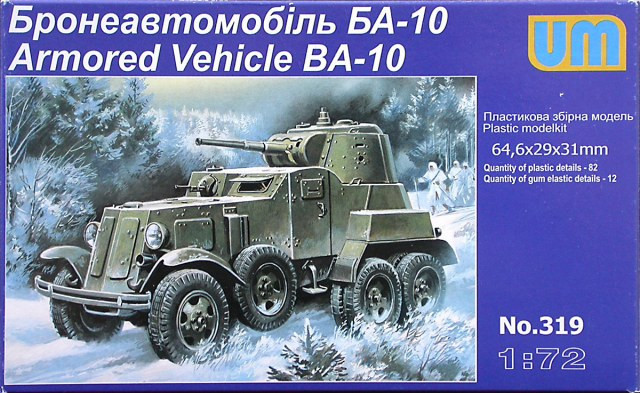 Бронеавтомобіль БА-10
Armored Vehicle BA-10
um
Пластикова збірна модель
Plastic modelkit
64,6x29x31mm
Quantity of plastic details - 82
Quantity of gum elastic details - 12
No.319
1:72